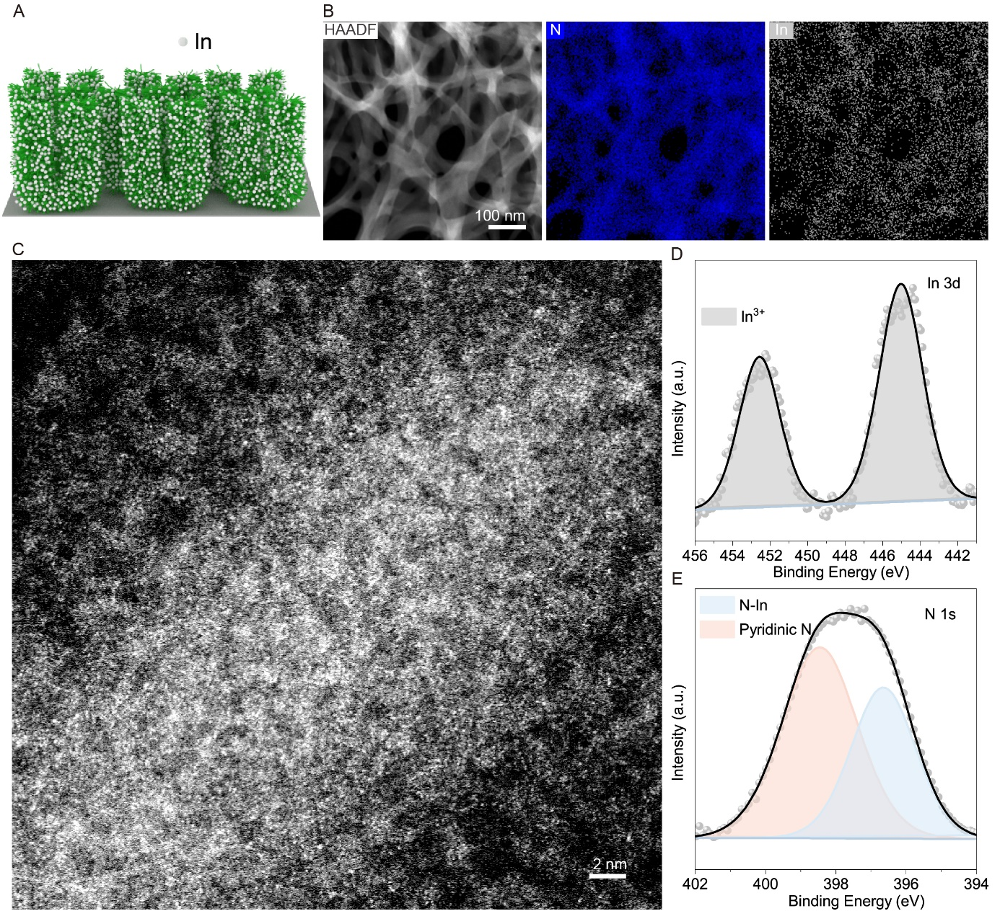 A
In
B
HAADF
N
In
100 nm
C
2 nm
D
In 3d
In³⁺
Intensity (a.u.)
456 454 452 450 448 446 444 442
Binding Energy (eV)
E
N-In
Pyridinic N
N 1s
Intensity (a.u.)
402 400 398 396 394
Binding Energy (eV)